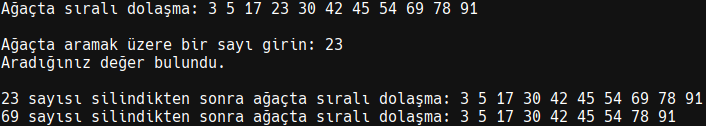 Ağaçta sıralı dolaşma: 3 5 17 23 30 42 45 54 69 78 91
Ağaçta aramak üzere bir sayı girin: 23
Aradığınız değer bulundu.
23 sayısı silindikten sonra ağaçta sıralı dolaşma: 3 5 17 30 42 45 54 69 78 91
69 sayısı silindikten sonra ağaçta sıralı dolaşma: 3 5 17 30 42 45 54 78 91